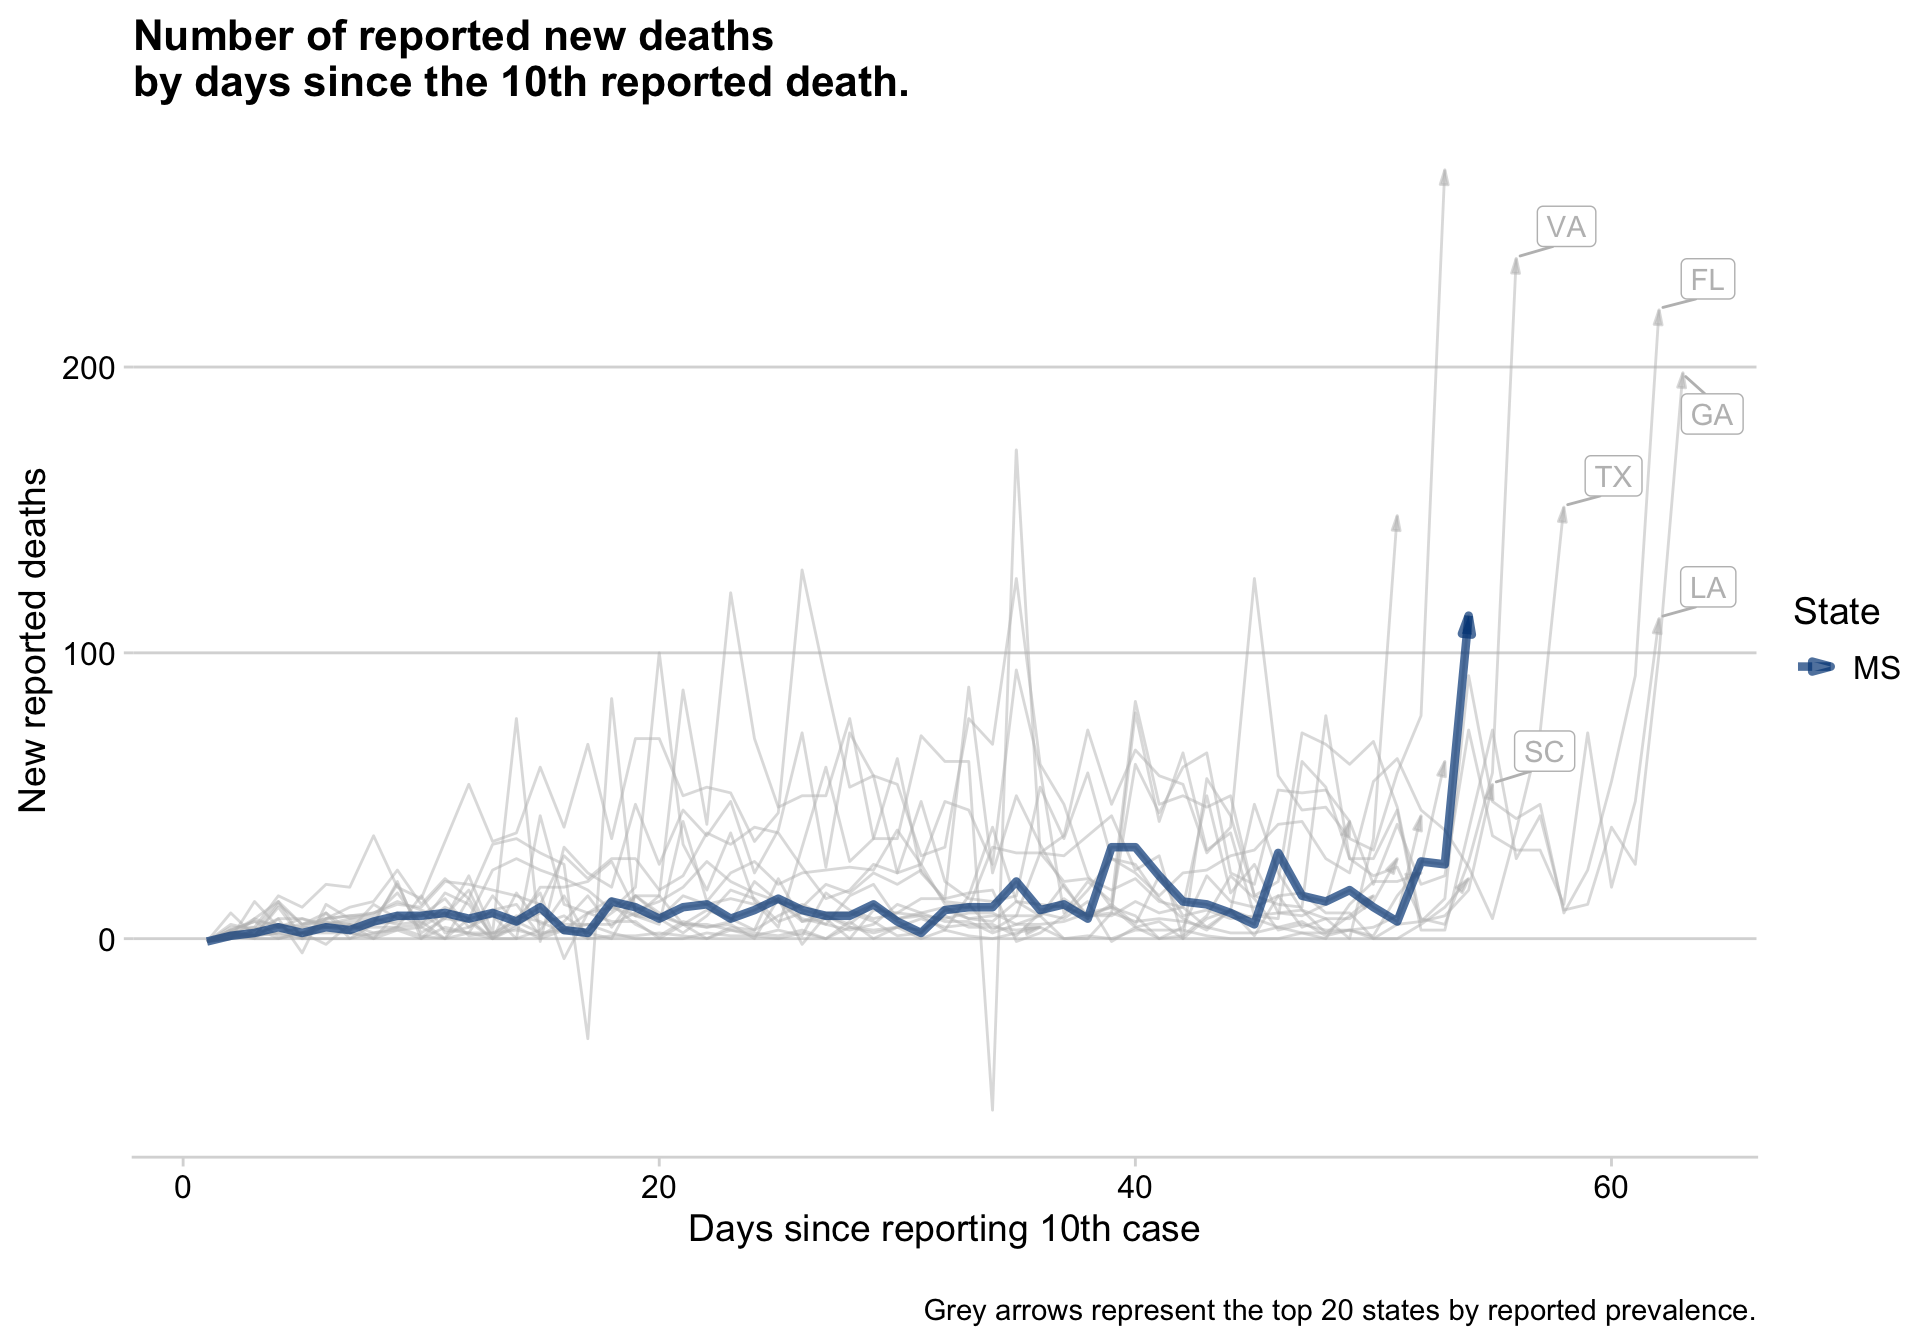 Number of reported new deaths
by days since the 10th reported death.
New reported deaths
200
100
0
VA
FL
GA
TX
LA
SC
State
MS
0
20
40
60
Days since reporting 10th case
Grey arrows represent the top 20 states by reported prevalence.